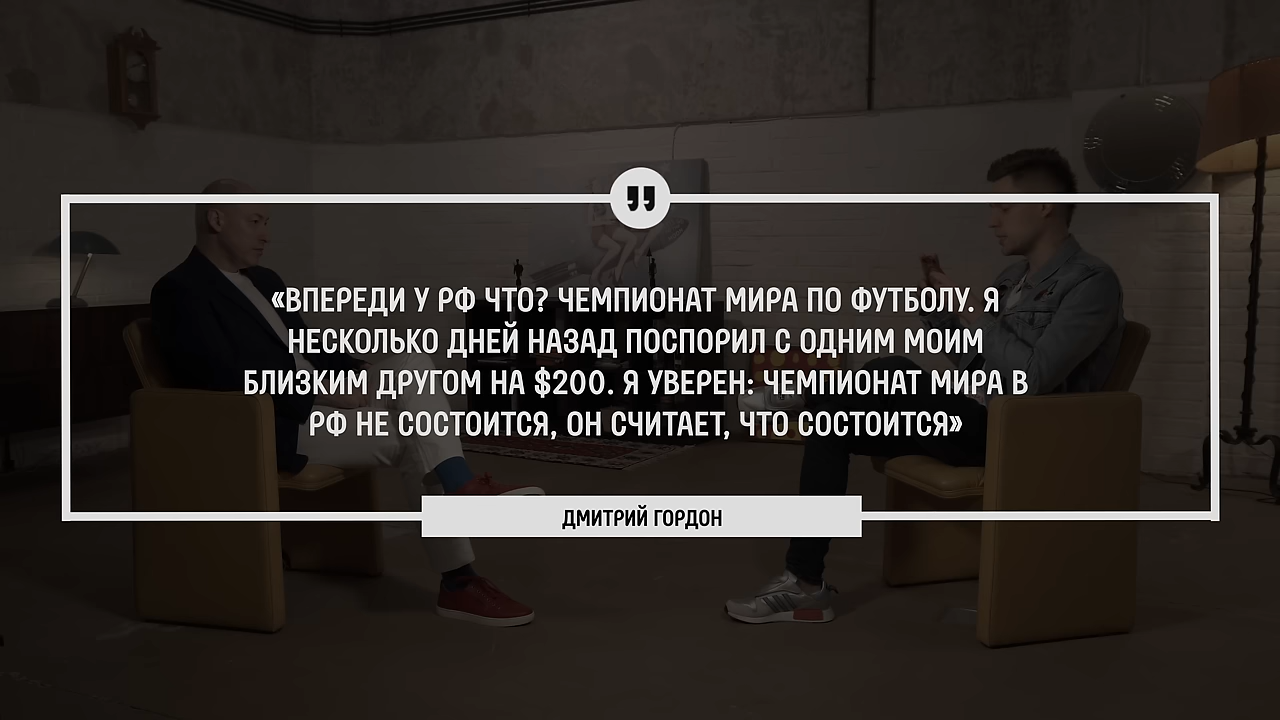 «ВПЕРЕДИ У РФ ЧТО? ЧЕМПИОНАТ МИРА ПО ФУТБОЛУ. Я
НЕСКОЛЬКО ДНЕЙ НАЗАД ПОСПОРИЛ С ОДНИМ МОИМ
БЛИЗКИМ ДРУГОМ НА $200. Я УВЕРЕН: ЧЕМПИОНАТ МИРА В
РФ НЕ СОСТОИТСЯ, ОН СЧИТАЕТ, ЧТО СОСТОИТСЯ»
ДМИТРИЙ ГОРДОН